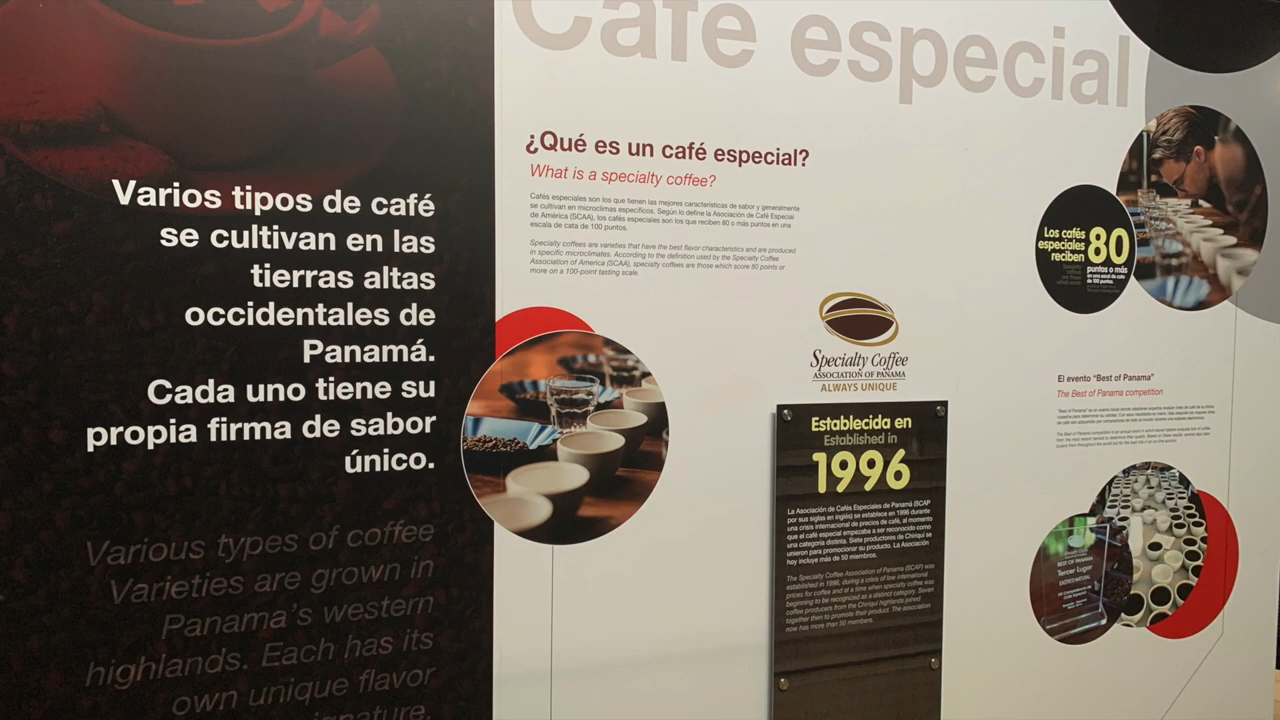 Café especial
Varios tipos de café
se cultivan en las
tierras altas
occidentales de
Panamá.
Cada uno tiene su
propia firma de sabor
único.
Various types of coffee
Varieties are grown in
Panama's western
highlands. Each has its
own unique flavor
signature.
¿Qué es un café especial?
What is a specialty coffee?
Cafés especiales son los que tienen las mejores características de sabor y generalmente
se cultivan en microclimas específicos. Según lo define la Asociación de Café Especial
de América (SCAA), los cafés especiales son los que reciben 80 o más puntos en una
escala de cata de 100 puntos.
Specialty coffees are varieties that have the best flavor characteristics and are produced
in specific microclimates. According to the definition used by the Specialty Coffee
Association of America (SCAA), specialty coffees are those which score 80 points or
more on a 100-point tasting scale.
Specialty Coffee
ASSOCIATION OF PANAMA
ALWAYS UNIQUE
Establecida en
Established in
1996
La Asociación de Cafés Especiales de Panamá (SCAP
por sus siglas en inglés) se establece en 1996 durante
una crisis internacional de precios de café, al momento
que el café especial empezaba a ser reconocido como
una categoría distinta. Siete productores de Chiriquí se
unieron para promocionar su producto. La Asociación
hoy incluye más de 50 miembros.
The Specialty Coffee Association of Panama (SCAP) was
established in 1996, during a crisis of low international
prices for coffee and at a time when specialty coffee was
beginning to be recognized as a distinct category. Seven
coffee producers from the Chiriquí highlands joined
together then to promote their product. The association
now has more than 50 members.
Los cafés
especiales
reciben
80
puntos o más
El evento "Best of Panama"
The Best of Panama competition
BEST OF PANAMA
Tercer Lugar